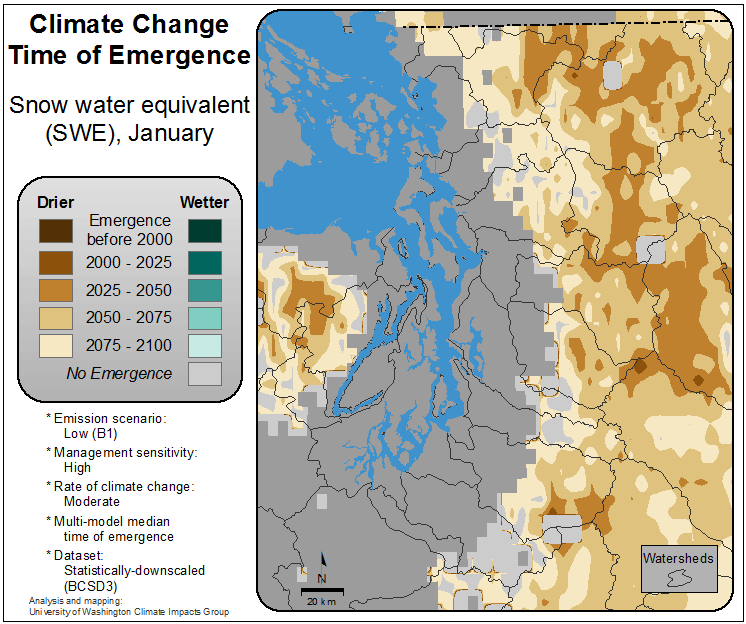 Climate Change
Time of Emergence
Snow water equivalent
(SWE), January
Drier
Wetter
Emergence
before 2000
2000 - 2025
2025 - 2050
2050 - 2075
2075 - 2100
No Emergence
* Emission scenario:
Low (B1)
* Management sensitivity:
High
* Rate of climate change:
Moderate
* Multi-model median
time of emergence
* Dataset:
Statistically-downscaled
(BCSD3)
Analysis and mapping:
University of Washington Climate Impacts Group
N
20 km
Watersheds